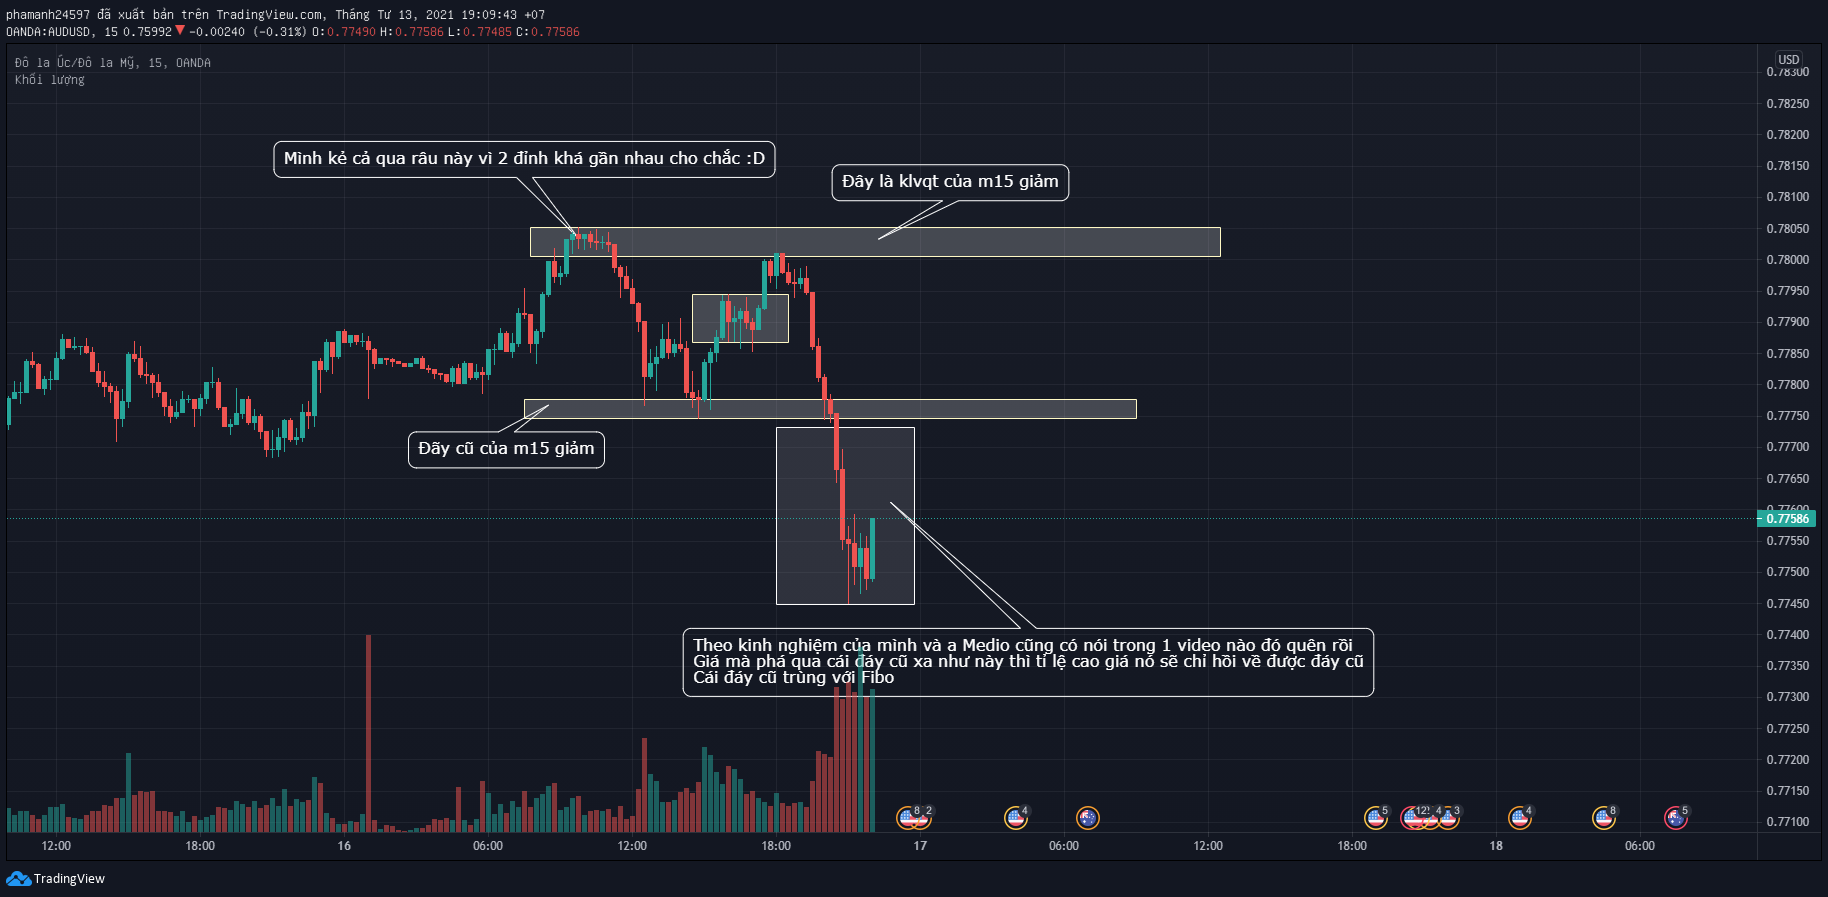 phamanh24597 đã xuất bản trên TradingView.com, Tháng Tư 13, 2021 19:09:43 +07
OANDA:AUDUSD, 15 0.75992 ▼ −0.00240 (−0.31%) O:0.77490 H:0.77586 L:0.77485 C:0.77586
Đô la Úc/Đô la Mỹ, 15, OANDA
Khối lượng
USD
0.78300
0.78250
0.78200
Mình kẻ cả qua râu này vì 2 đỉnh khá gần nhau cho chắc :D
0.78150
Đây là klvqt của m15 giảm
0.78100
0.78050
0.78000
0.77950
0.77900
0.77850
0.77800
0.77750
Đãy cũ của m15 giảm
0.77700
0.77650
0.77600
0.77586
0.77550
0.77500
0.77450
0.77400
Theo kinh nghiệm của mình và a Medio cũng có nói trong 1 video nào đó quên rồi
Giá mà phá qua cái đáy cũ xa như này thì tỉ lệ cao giá nó sẽ chỉ hồi về được đáy cũ
Cái đáy cũ trùng với Fibo
0.77350
0.77300
0.77250
0.77200
0.77150
0.77100
8 2 4 5 4 3 4 8 5
12:00 18:00 16 06:00 12:00 18:00 17 06:00 12:00 18:00 18 06:00
TradingView